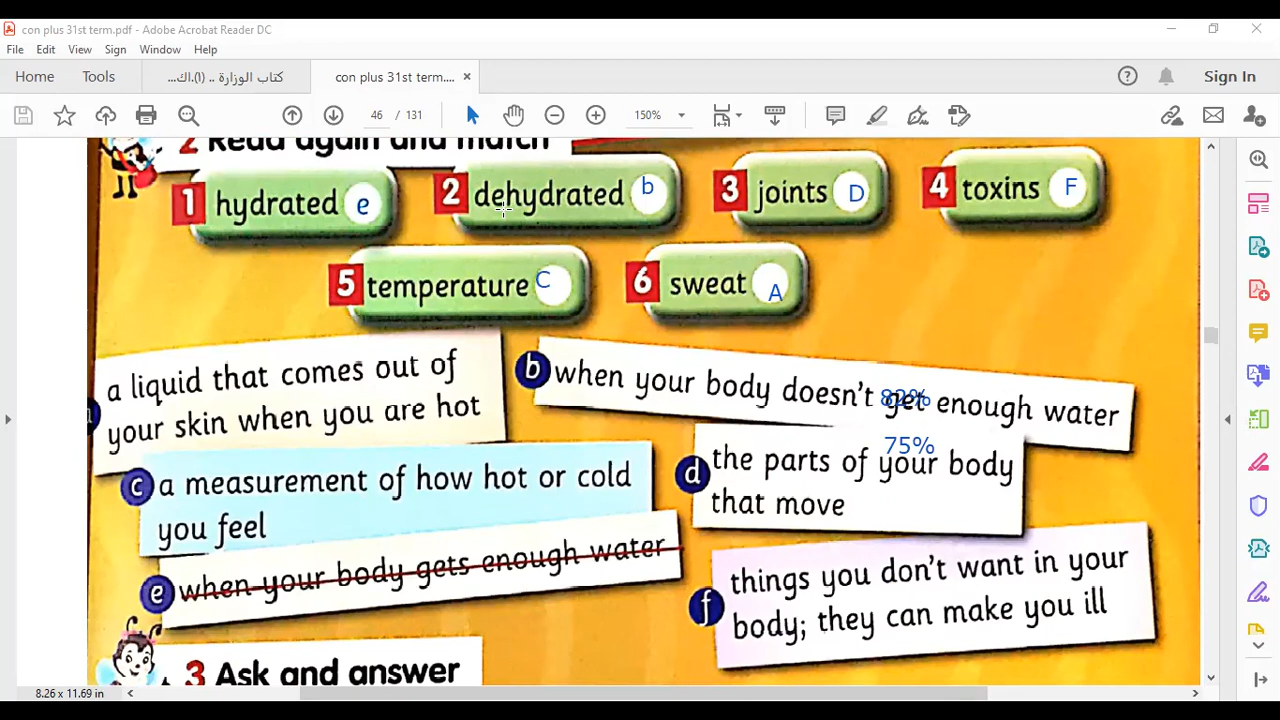 con plus 31st term.pdf - Adobe Acrobat Reader DC
File Edit View Sign Window Help
Home Tools كتاب الوزارة .. (١).اك... con plus 31st term.... × Sign In
46 / 131 150%
2 Read again and match
1 hydrated e 2 dehydrated b 3 joints D 4 toxins F
5 temperature C 6 sweat A
a liquid that comes out of
your skin when you are hot
b when your body doesn't get enough water
82%
75%
c a measurement of how hot or cold
you feel
d the parts of your body
that move
e when your body gets enough water
f things you don't want in your
body; they can make you ill
3 Ask and answer
8.26 x 11.69 in